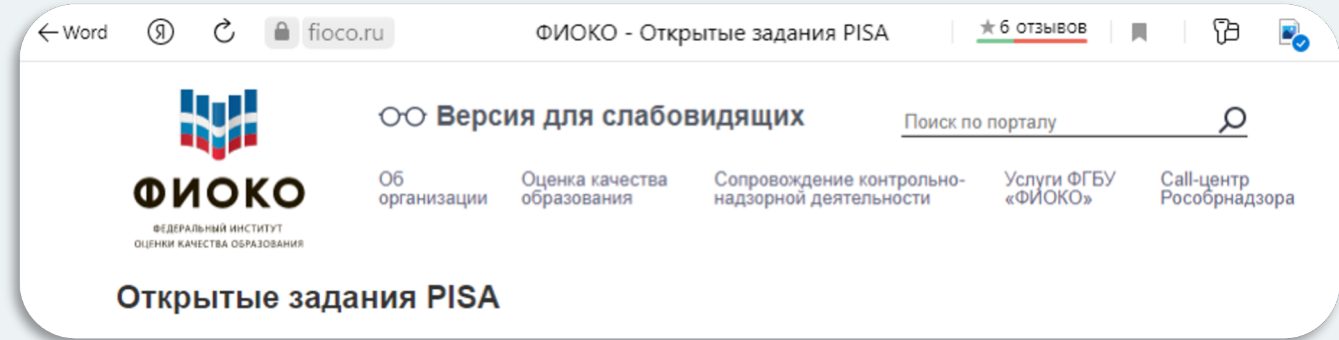 ← Word Я fioco.ru ФИОКО - Открытые задания PISA ★ 6 отзывов
Версия для слабовидящих Поиск по порталу
ФИОКО
ФЕДЕРАЛЬНЫЙ ИНСТИТУТ
ОЦЕНКИ КАЧЕСТВА ОБРАЗОВАНИЯ
Об
организации
Оценка качества
образования
Сопровождение контрольно-
надзорной деятельности
Услуги ФГБУ
«ФИОКО»
Call-центр
Рособрнадзора
Открытые задания PISA